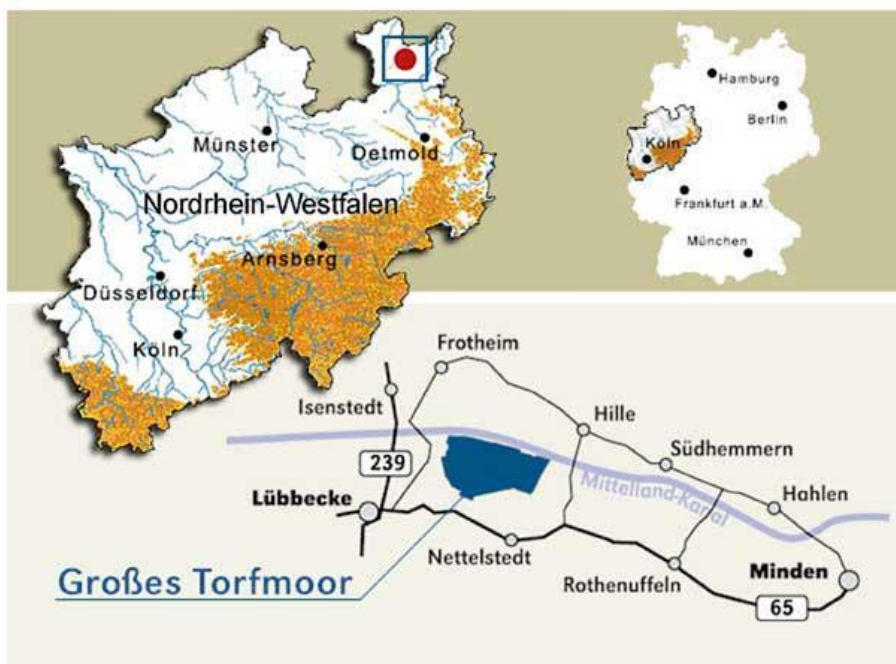 Münster
Detmold
Nordrhein-Westfalen
Arnsberg
Düsseldorf
Köln
Hamburg
Berlin
Köln
Frankfurt a.M.
München
Frotheim
Isenstedt
Hille
239
Südhemmern
Lübbecke
Mittelland-Kanal
Hahlen
Nettelstedt
Großes Torfmoor
Rothenuffeln
Minden
65